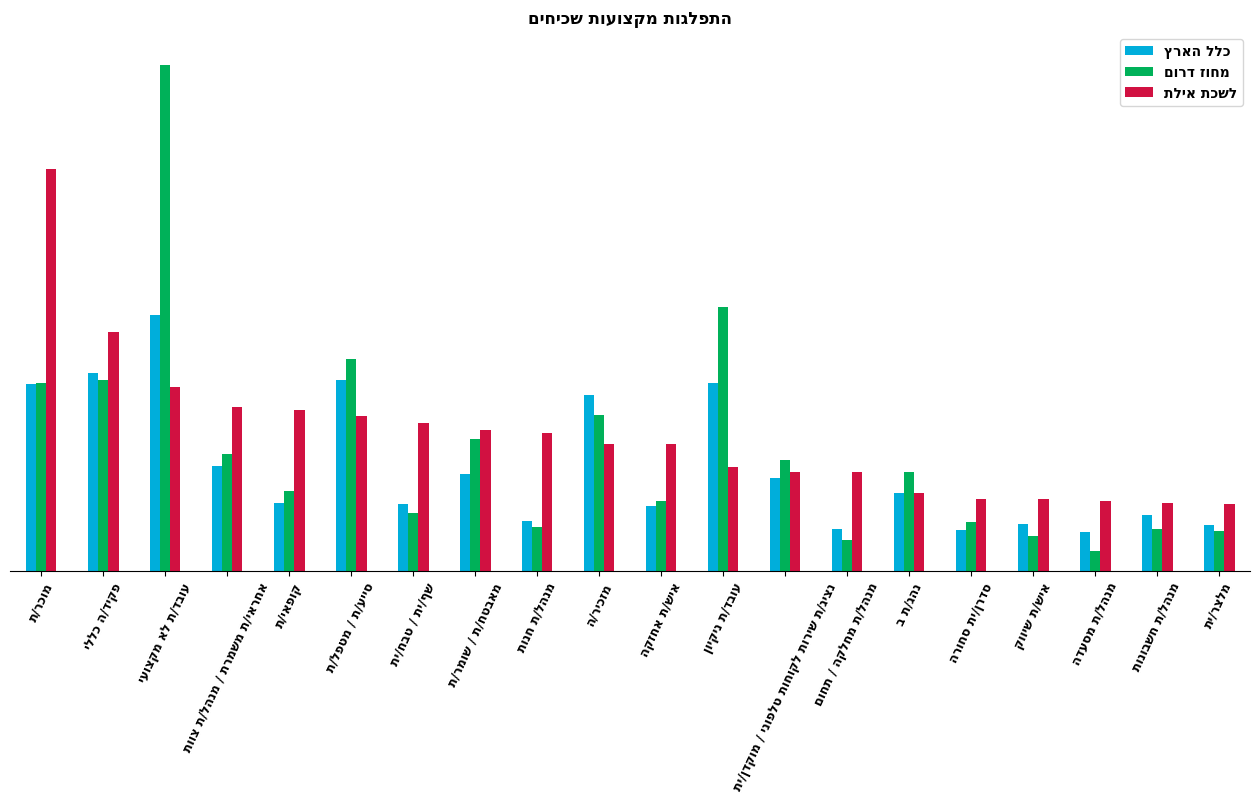 התפלגות מקצועות שכיחים
כלל הארץ
מחוז דרום
לשכת אילת
מוכר/ת
פקיד/ה כללי
עובד/ת לא מקצועי
אחראי/ת משמרת / מנהל/ת צוות
קופאי/ת
סייע/ת / מטפל/ת
שף/ית / טבח/ית
מאבטח/ת / שומר/ת
מנהל/ת חנות
מזכיר/ה
איש/ת אחזקה
עובד/ת ניקיון
נציג/ת שירות לקוחות טלפוני / מוקדן/ית
מנהל/ת מחלקה / תחום
נהג/ת ב
סדרן/ית סחורה
איש/ת שיווק
מנהל/ת מסעדה
מנהל/ת חשבונות
מלצר/ית